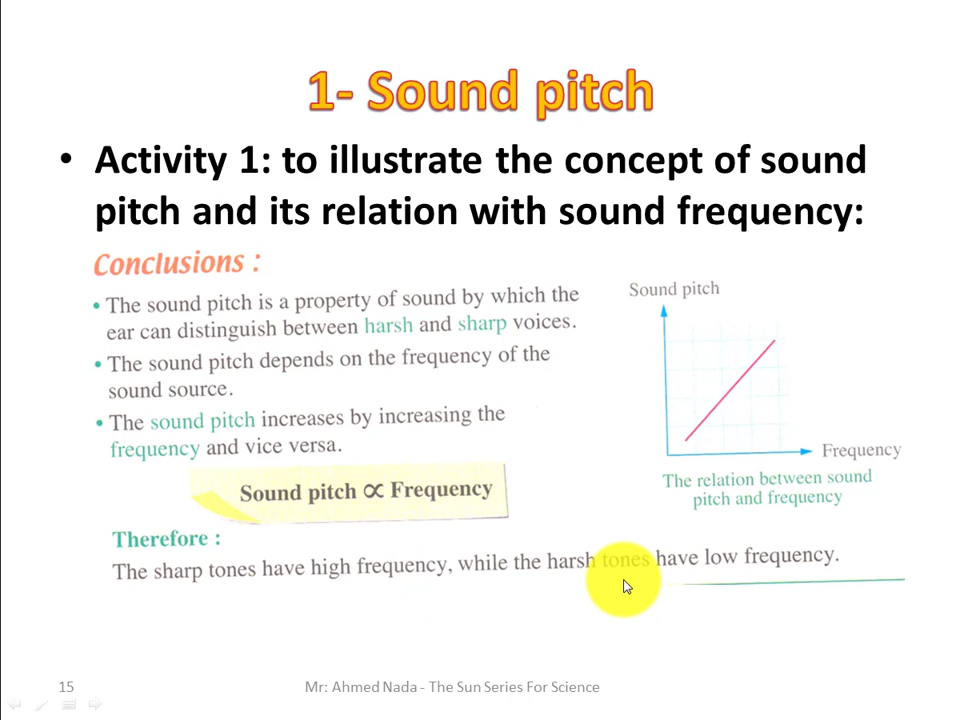 1- Sound pitch
• Activity 1: to illustrate the concept of sound
pitch and its relation with sound frequency:
Conclusions :
• The sound pitch is a property of sound by which the
ear can distinguish between harsh and sharp voices.
• The sound pitch depends on the frequency of the
sound source.
• The sound pitch increases by increasing the
frequency and vice versa.
Sound pitch ∝ Frequency
Sound pitch
Frequency
The relation between sound
pitch and frequency
Therefore :
The sharp tones have high frequency, while the harsh tones have low frequency.
15
Mr: Ahmed Nada - The Sun Series For Science